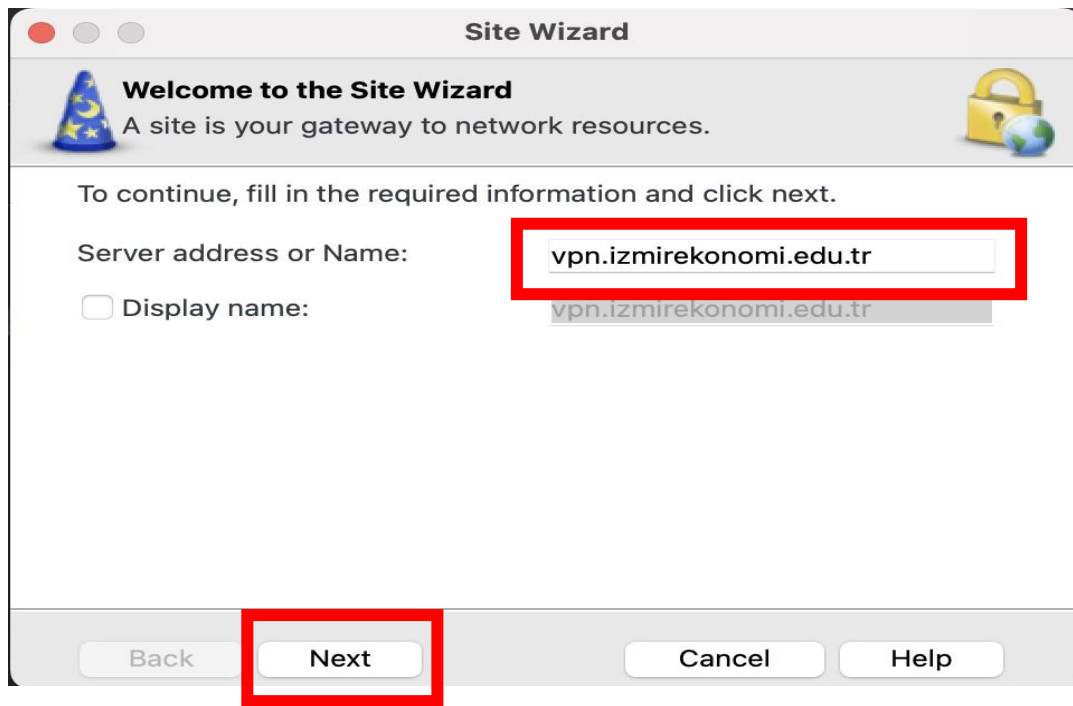 Site Wizard
Welcome to the Site Wizard
A site is your gateway to network resources.
To continue, fill in the required information and click next.
Server address or Name: vpn.izmirekonomi.edu.tr
Display name: vpn.izmirekonomi.edu.tr
Back Next Cancel Help